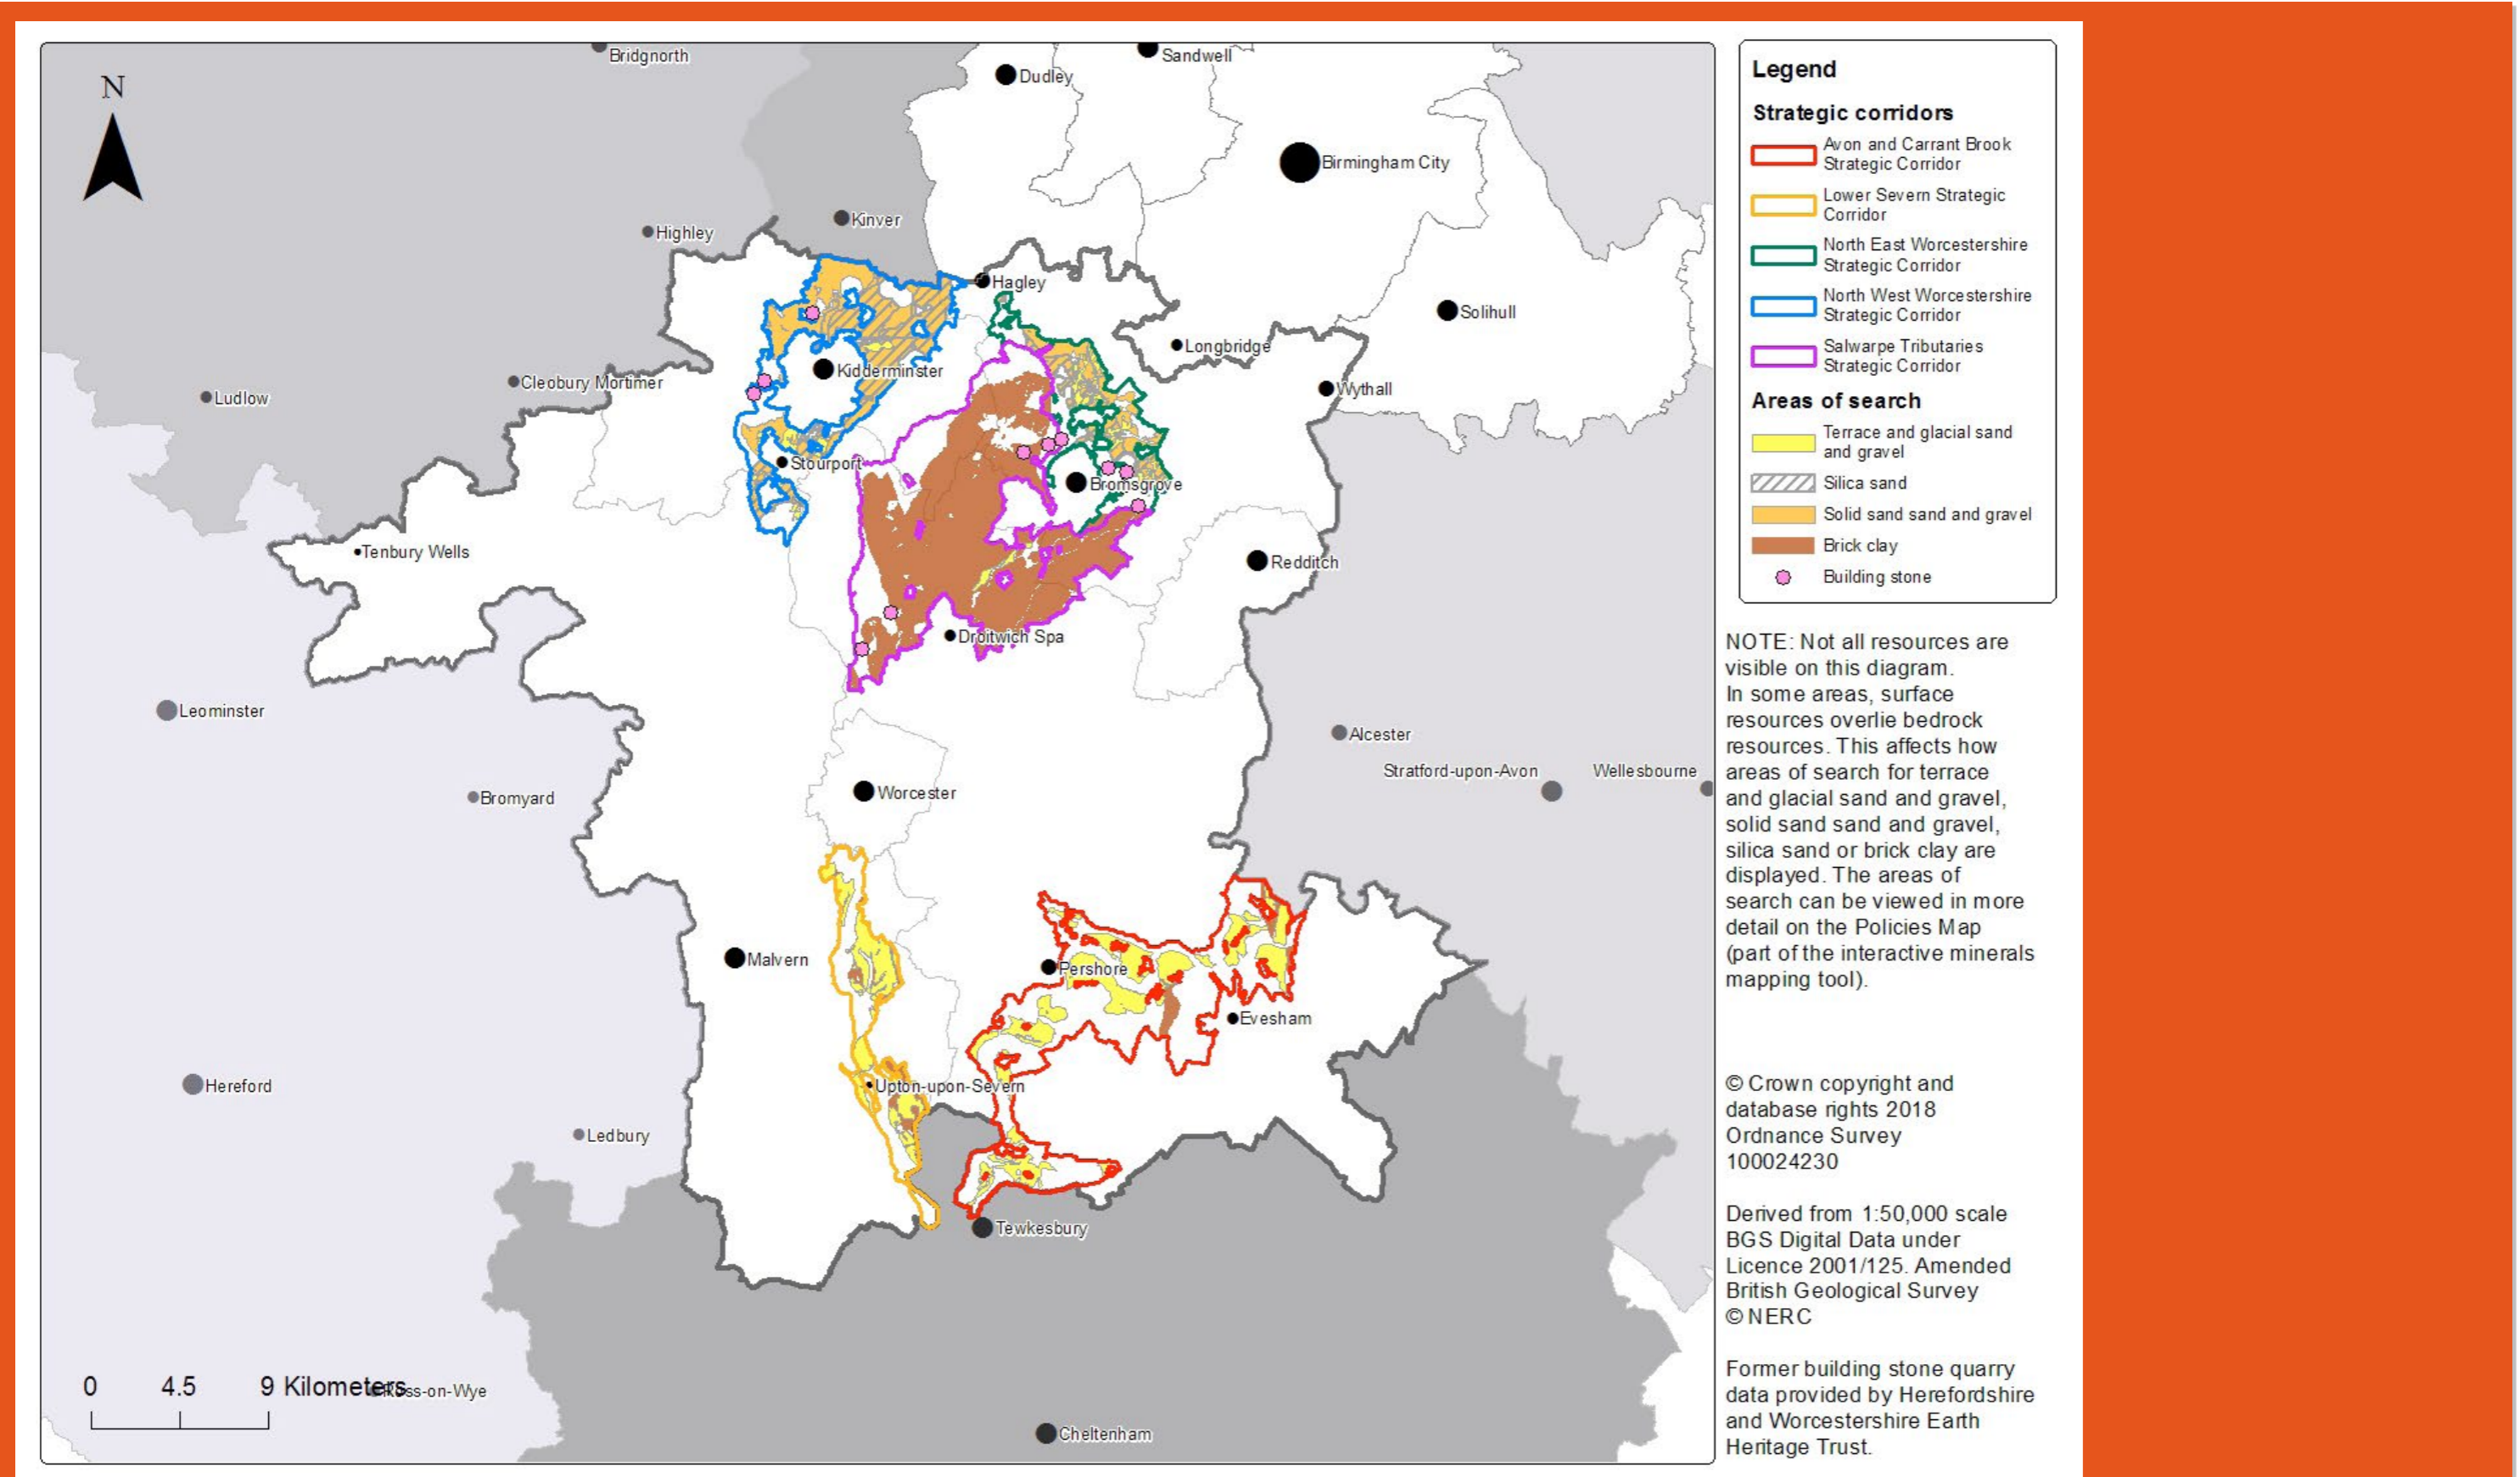 Bridgnorth
Sandwell
Dudley
N
Birmingham City
Kinver
Highley
Hagley
Solihull
Longbridge
Kidderminster
Cleobury Mortimer
Wythall
Ludlow
Stourport
Bromsgrove
Tenbury Wells
Redditch
Droitwich Spa
Leominster
Alcester
Stratford-upon-Avon
Wellesbourne
Worcester
Bromyard
Malvern
Pershore
Evesham
Hereford
Upton-upon-Severn
Ledbury
Tewkesbury
0 4.5 9 Kilometers
Ross-on-Wye
Cheltenham
Legend
Strategic corridors
Avon and Carrant Brook
Strategic Corridor
Lower Severn Strategic
Corridor
North East Worcestershire
Strategic Corridor
North West Worcestershire
Strategic Corridor
Salwarpe Tributaries
Strategic Corridor
Areas of search
Terrace and glacial sand
and gravel
Silica sand
Solid sand sand and gravel
Brick clay
Building stone
NOTE: Not all resources are
visible on this diagram.
In some areas, surface
resources overlie bedrock
resources. This affects how
areas of search for terrace
and glacial sand and gravel,
solid sand sand and gravel,
silica sand or brick clay are
displayed. The areas of
search can be viewed in more
detail on the Policies Map
(part of the interactive minerals
mapping tool).
© Crown copyright and
database rights 2018
Ordnance Survey
100024230
Derived from 1:50,000 scale
BGS Digital Data under
Licence 2001/125. Amended
British Geological Survey
© NERC
Former building stone quarry
data provided by Herefordshire
and Worcestershire Earth
Heritage Trust.